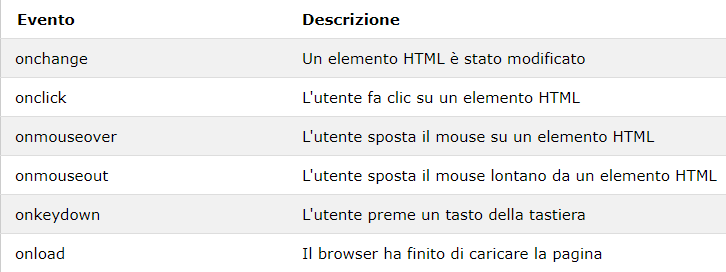 Evento Descrizione
onchange Un elemento HTML è stato modificato
onclick L'utente fa clic su un elemento HTML
onmouseover L'utente sposta il mouse su un elemento HTML
onmouseout L'utente sposta il mouse lontano da un elemento HTML
onkeydown L'utente preme un tasto della tastiera
onload Il browser ha finito di caricare la pagina